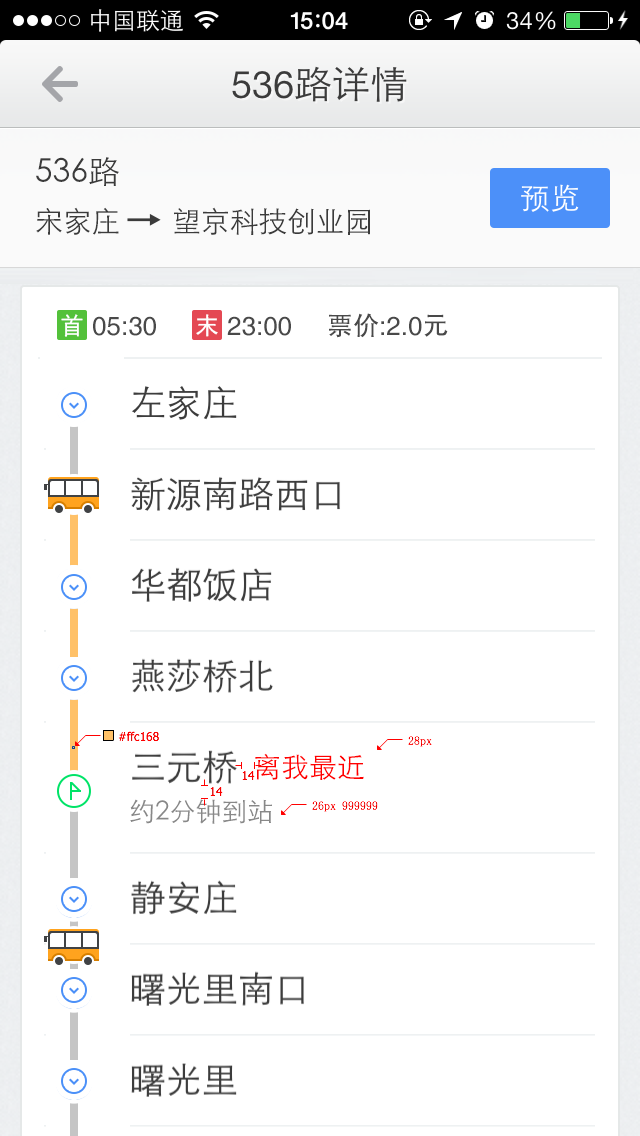 中国联通 15:04 34%
536路详情
536路
宋家庄 → 望京科技创业园
预览
首 05:30 末 23:00 票价:2.0元
左家庄
新源南路西口
华都饭店
燕莎桥北
#ffc168
28px
三元桥 14 离我最近
14
约2分钟到站 26px 999999
静安庄
曙光里南口
曙光里